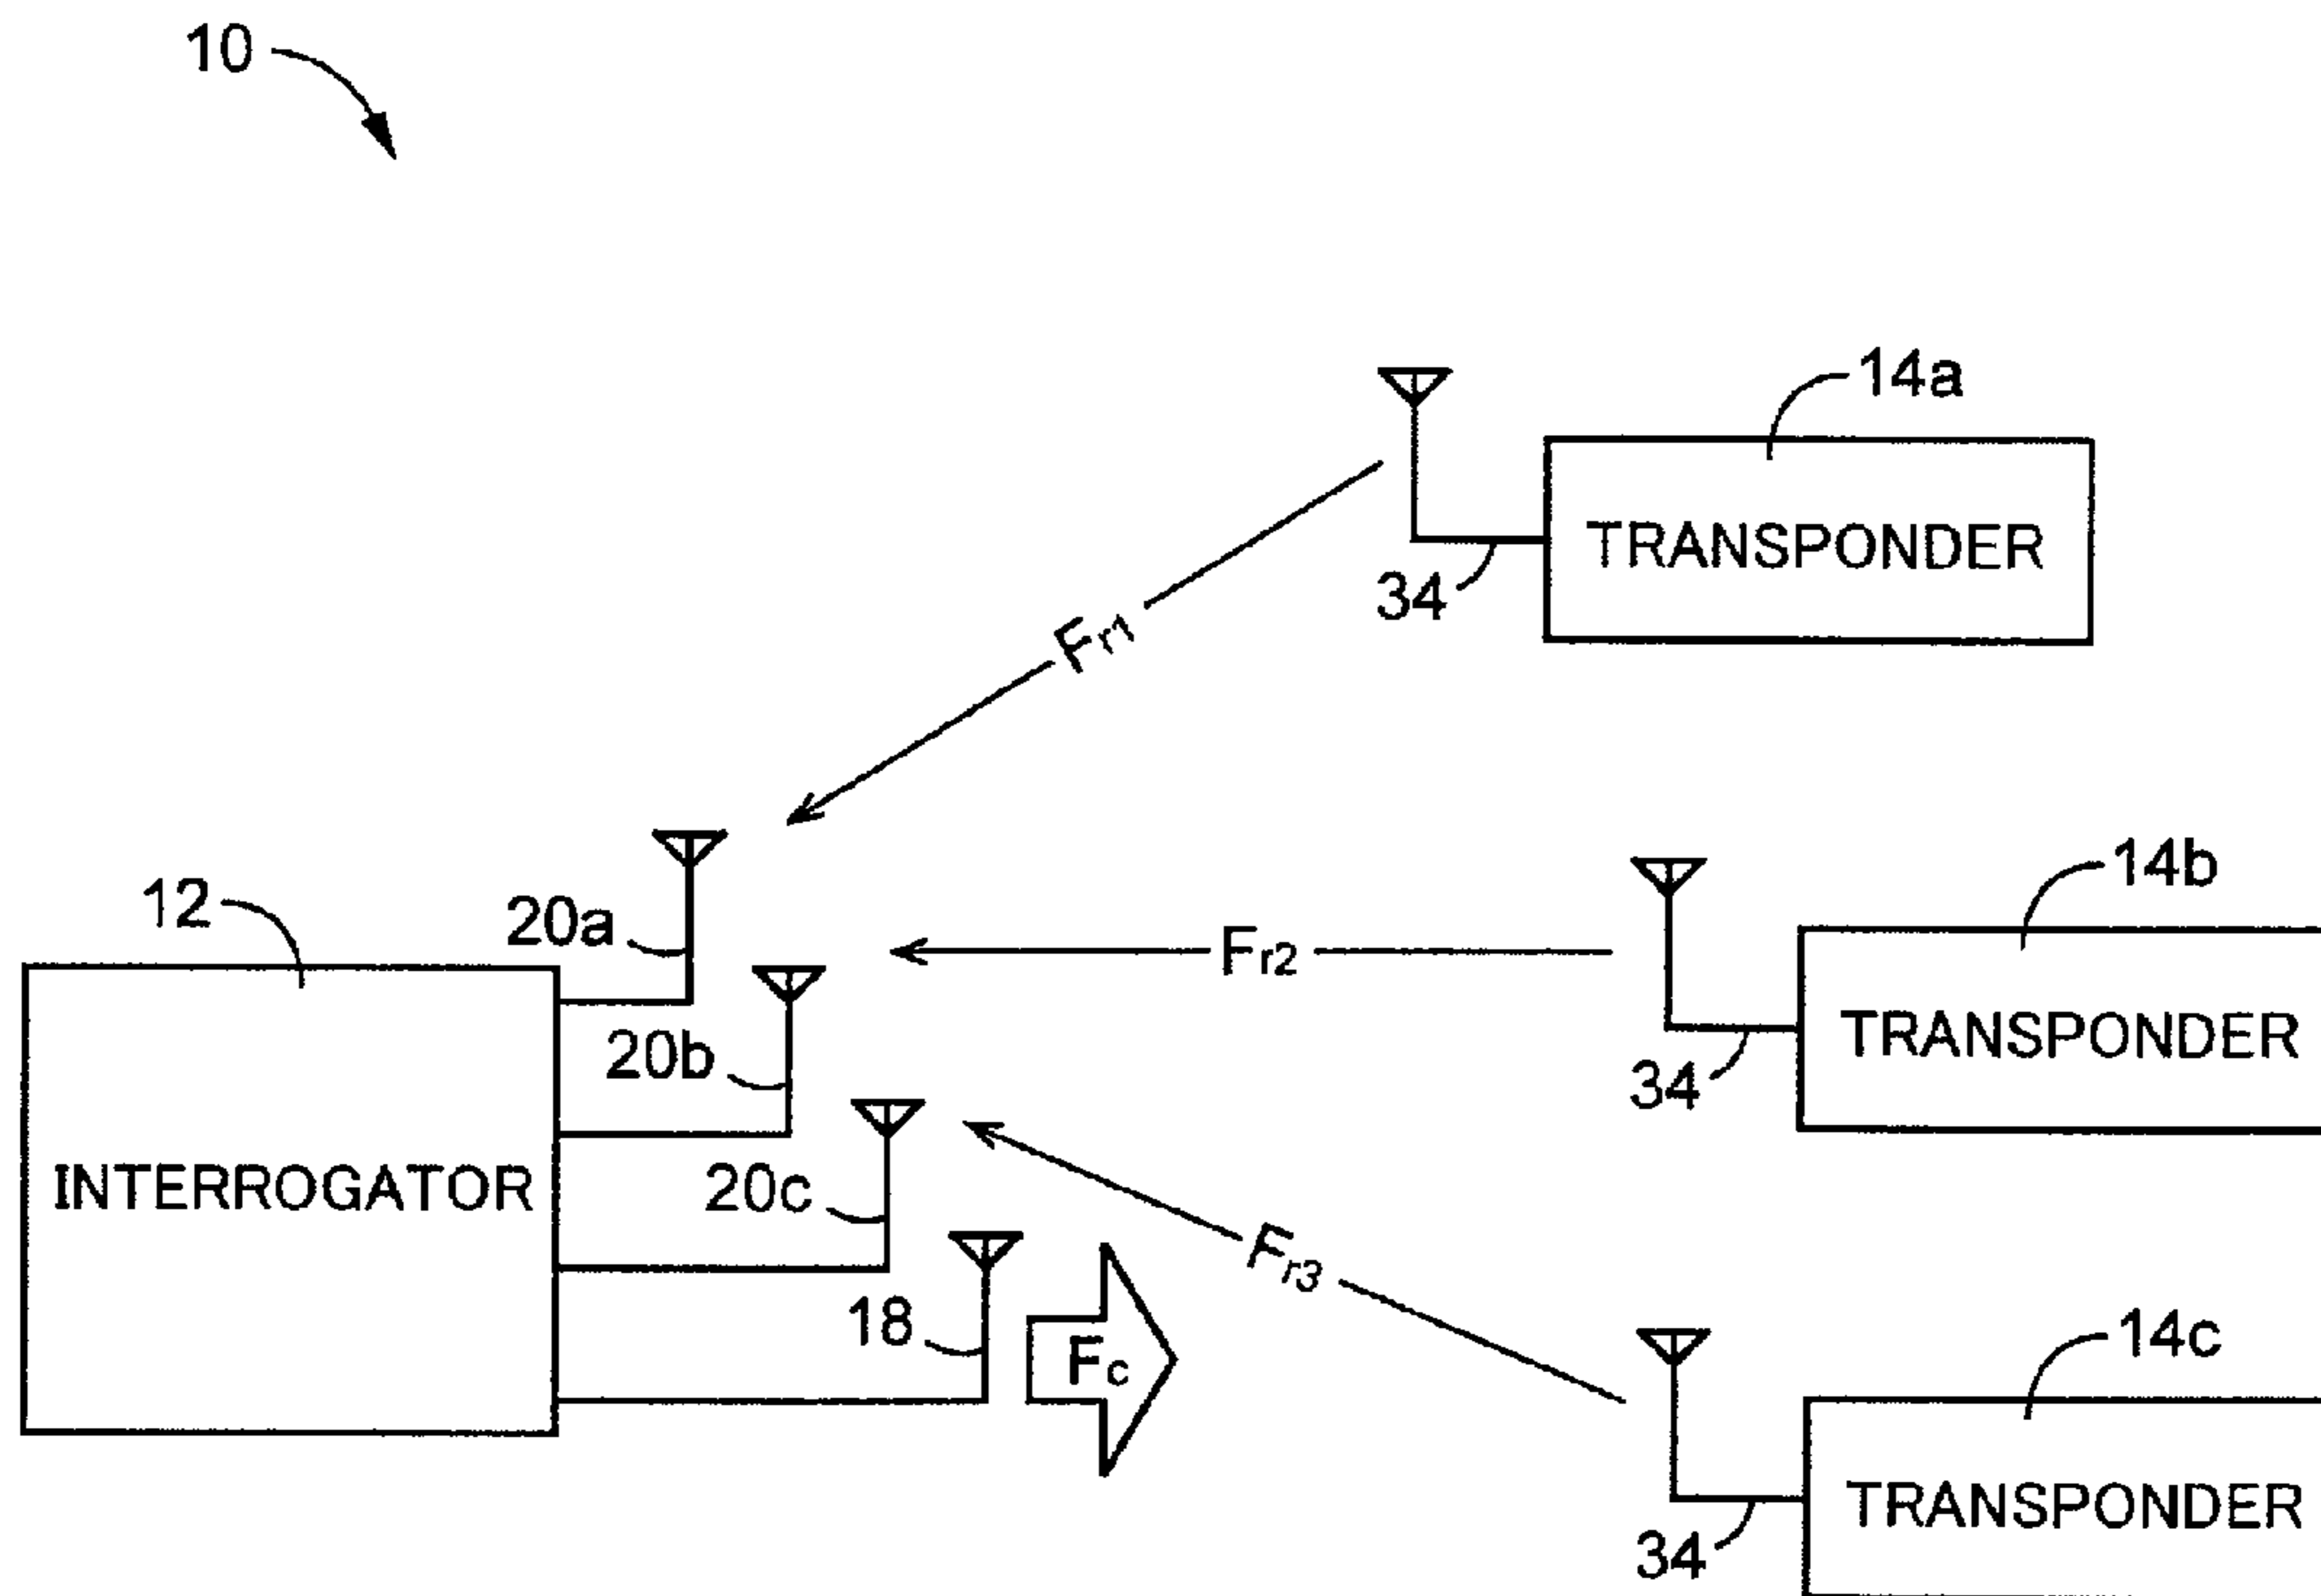 10
14a
TRANSPONDER
34
Fr1
12
20a
14b
Fr2
TRANSPONDER
20b
34
INTERROGATOR
20c
Fr3
18
Fc
14c
TRANSPONDER
34